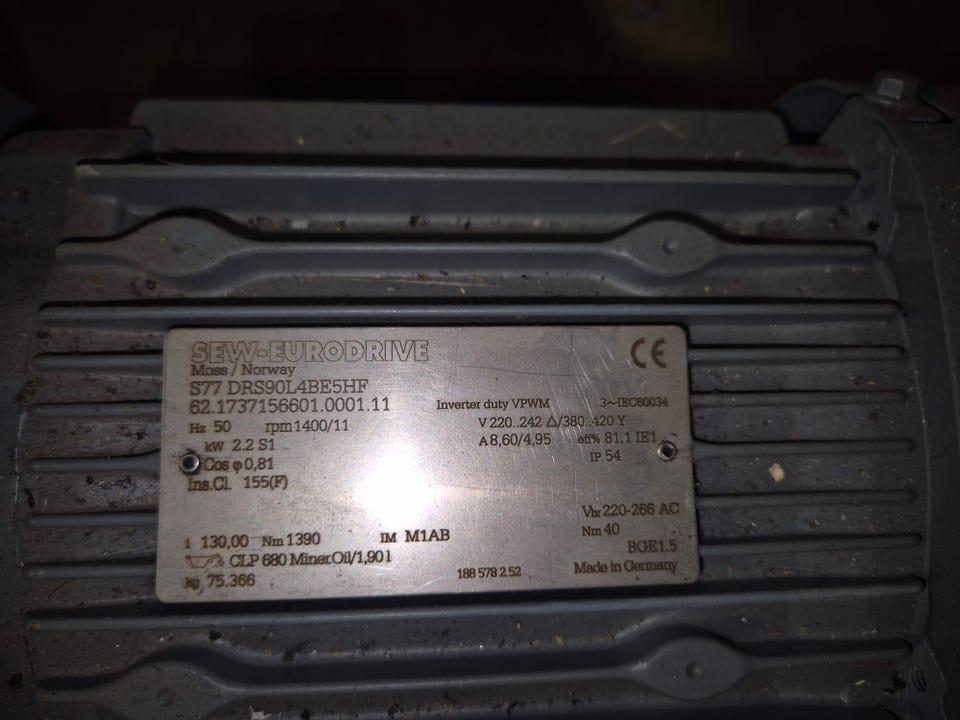 SEW-EURODRIVE CE
Moss / Norway
S77 DRS90L4BE5HF
62.1737156601.0001.11 Inverter duty VPWM 3~IEC60034
Hz 50 rpm 1400/11 V 220..242 △/380..420 Y
kW 2.2 S1 A 8,60/4,95 eff% 81,1 IE1
Cos φ 0,81 IP 54
Ins.Cl. 155(F)
Vbr 220-266 AC
i 130,00 Nm 1390 IM M1AB Nm 40
CLP 680 Miner.Oil/1,90 l BGE1.5
kg 75.366 188 578 2.52 Made in Germany